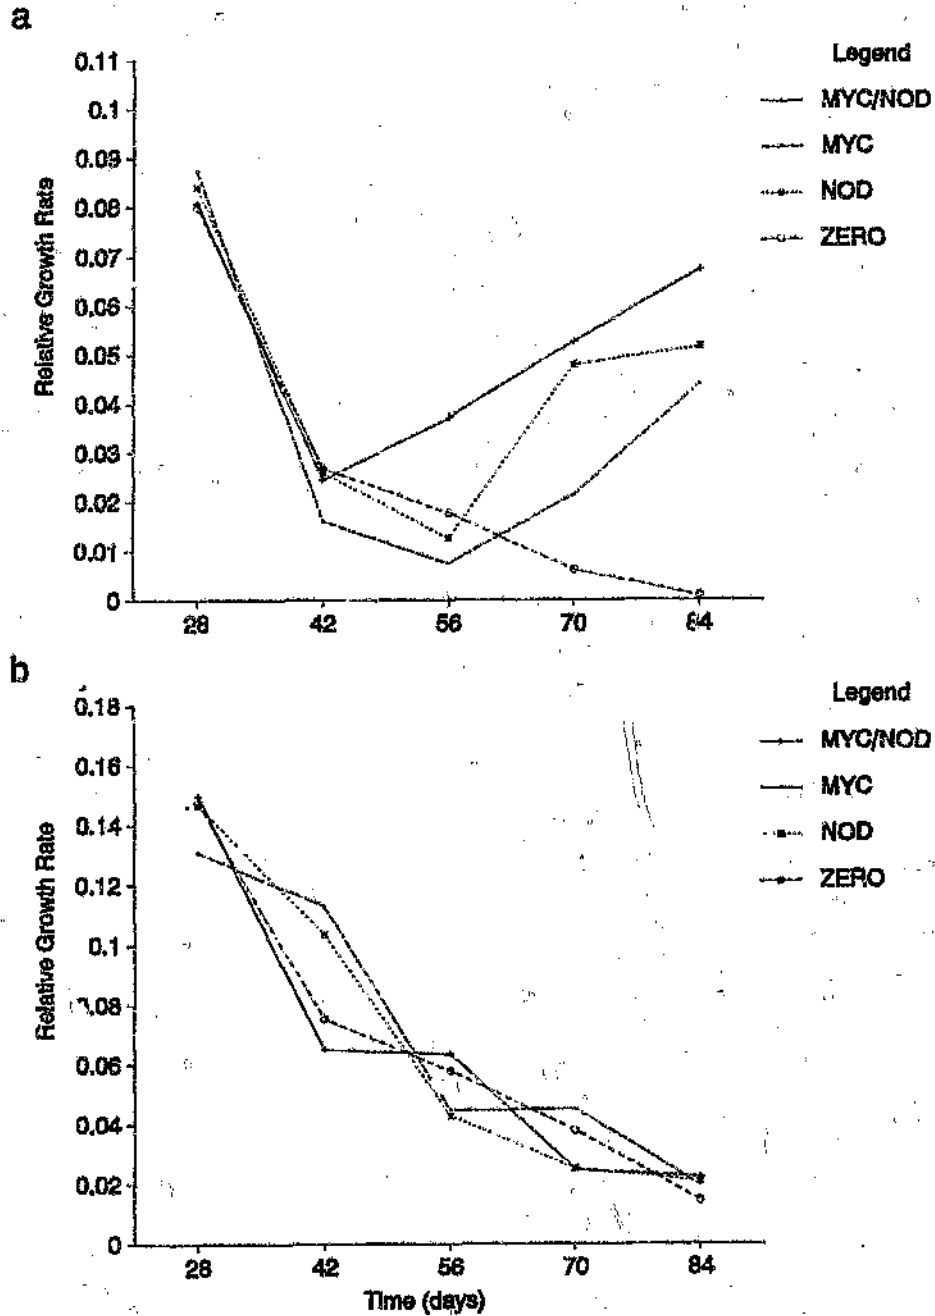 a
Legend
MYC/NOD
MYC
NOD
ZERO
Relative Growth Rate
0.11
0.1
0.09
0.08
0.07
0.06
0.05
0.04
0.03
0.02
0.01
0
28 42 56 70 84
b
Legend
MYC/NOD
MYC
NOD
ZERO
Relative Growth Rate
0.18
0.16
0.14
0.12
0.1
0.08
0.06
0.04
0.02
0
28 42 56 70 84
Time (days)